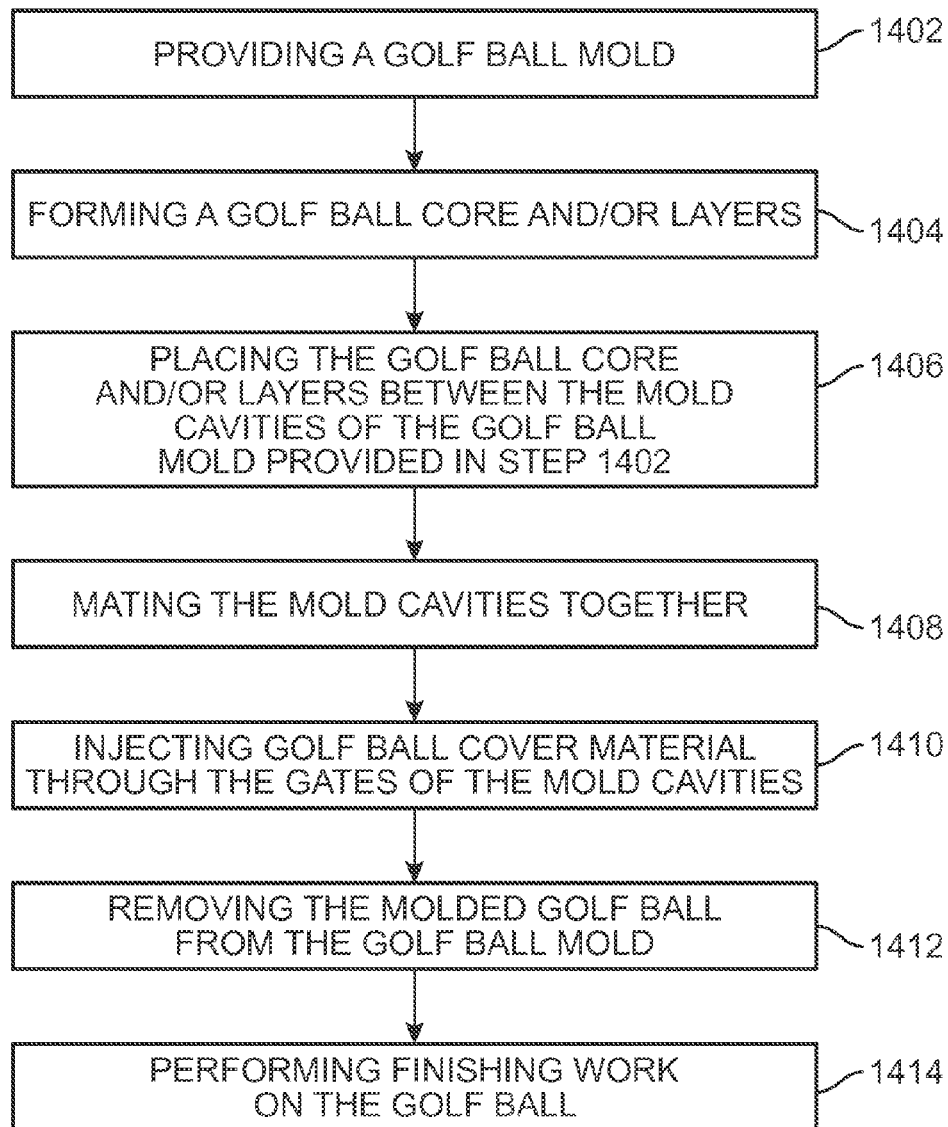 PROVIDING A GOLF BALL MOLD
1402
FORMING A GOLF BALL CORE AND/OR LAYERS
1404
PLACING THE GOLF BALL CORE
AND/OR LAYERS BETWEEN THE MOLD
CAVITIES OF THE GOLF BALL
MOLD PROVIDED IN STEP 1402
1406
MATING THE MOLD CAVITIES TOGETHER
1408
INJECTING GOLF BALL COVER MATERIAL
THROUGH THE GATES OF THE MOLD CAVITIES
1410
REMOVING THE MOLDED GOLF BALL
FROM THE GOLF BALL MOLD
1412
PERFORMING FINISHING WORK
ON THE GOLF BALL
1414